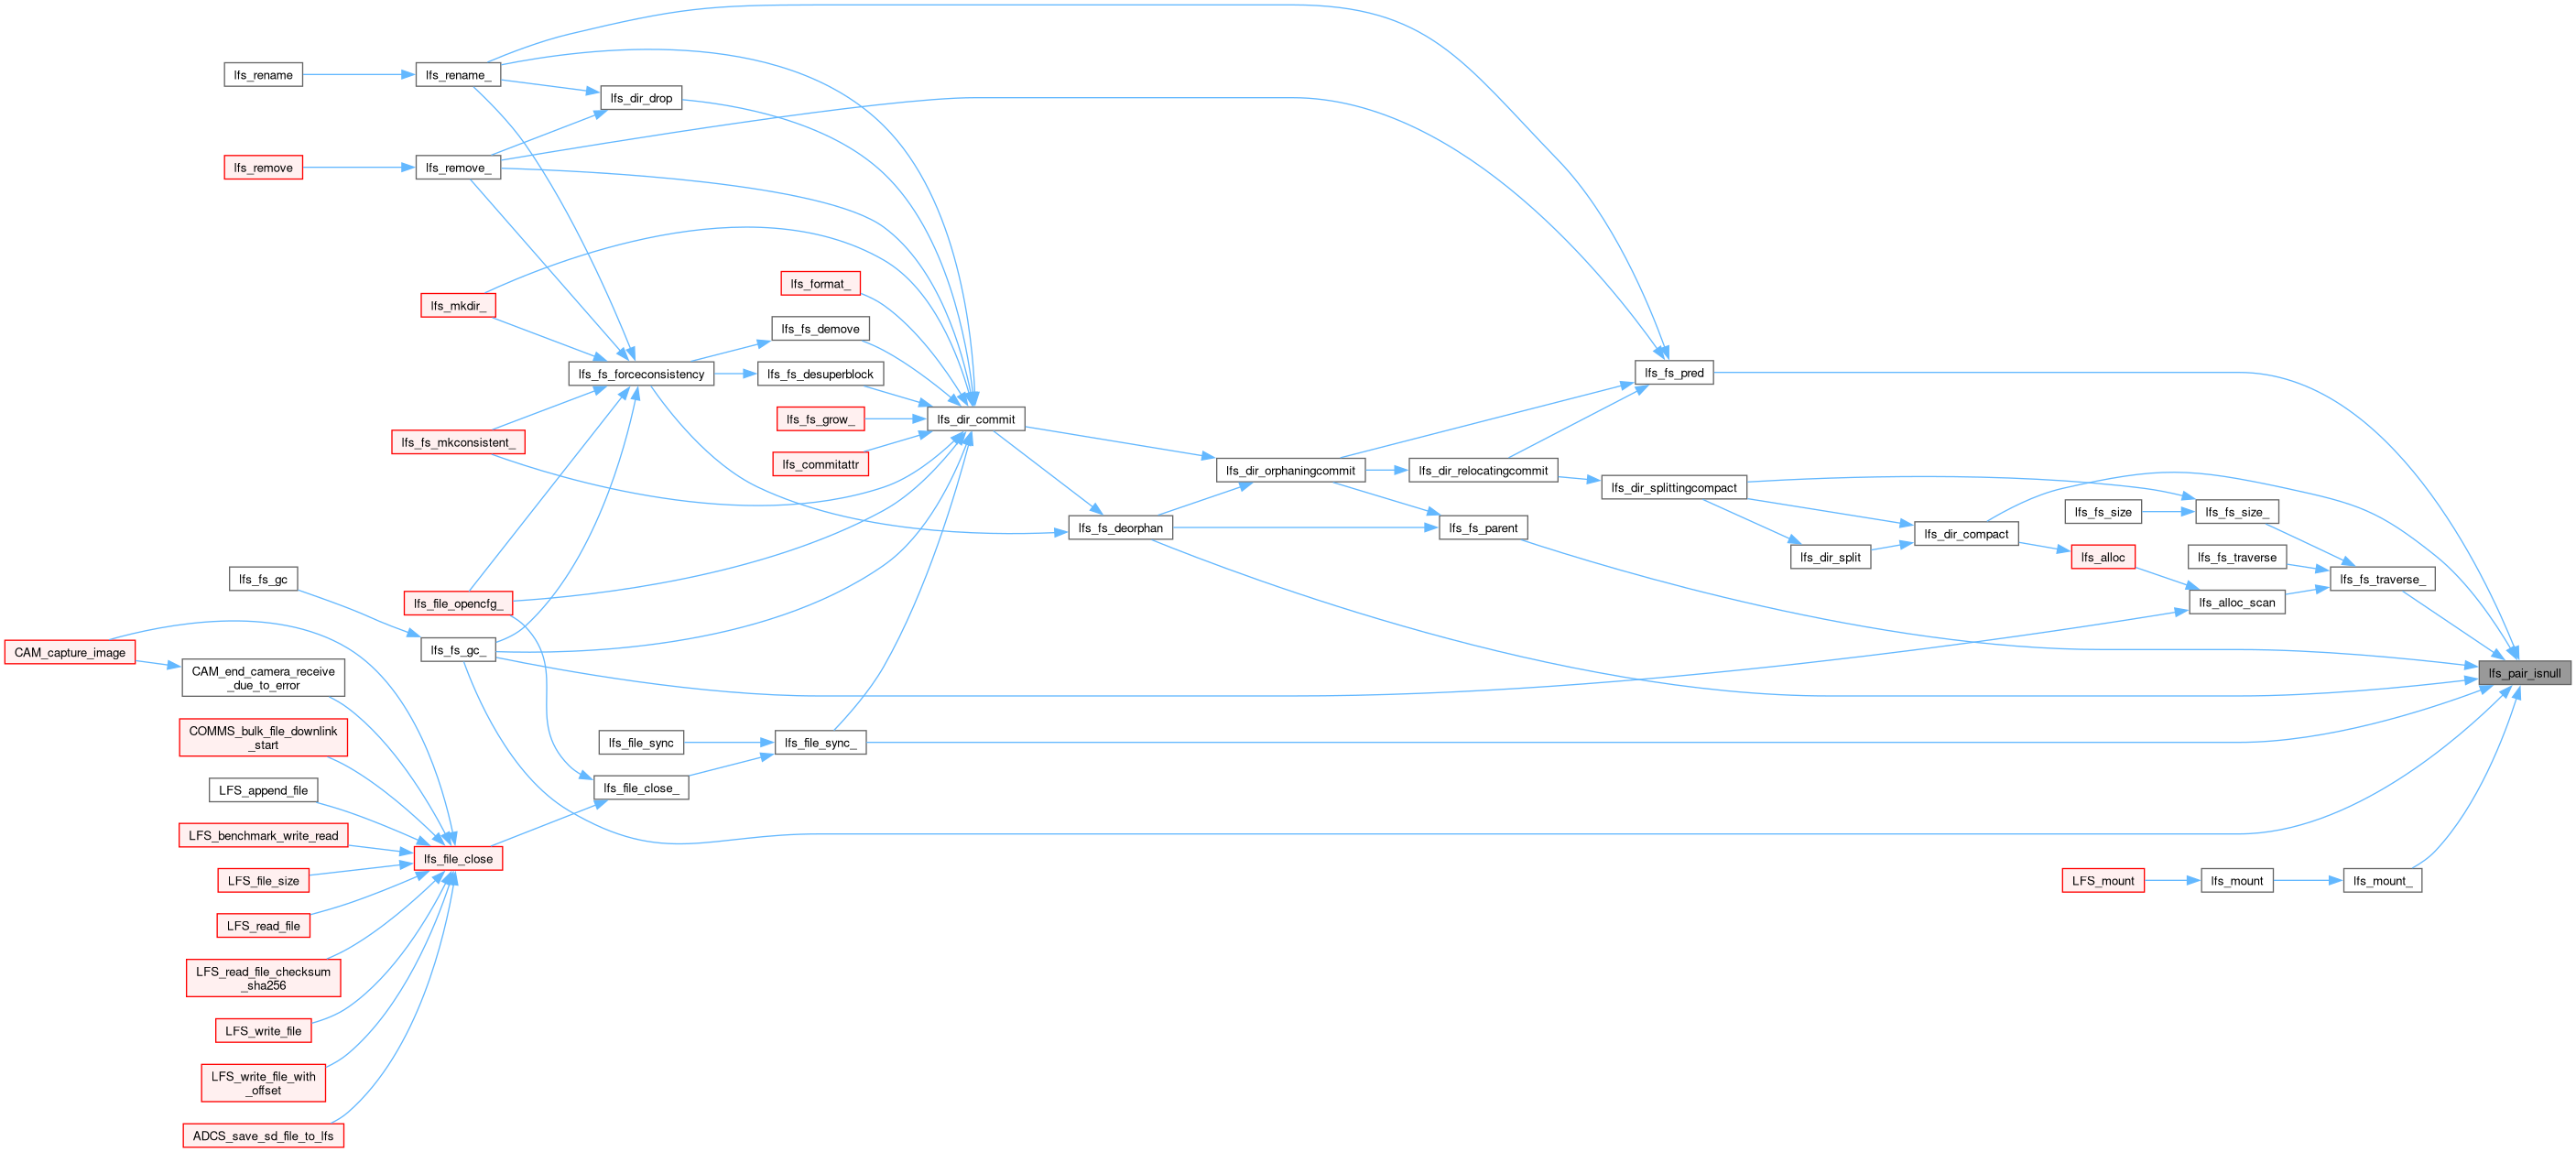 lfs_rename
lfs_rename_
lfs_dir_drop
lfs_remove
lfs_remove_
lfs_mkdir_
lfs_format_
lfs_fs_demove
lfs_fs_forceconsistency
lfs_fs_desuperblock
lfs_fs_pred
lfs_fs_grow_
lfs_dir_commit
lfs_fs_mkconsistent_
lfs_commitattr
lfs_dir_orphaningcommit
lfs_dir_relocatingcommit
lfs_dir_splittingcompact
lfs_fs_size
lfs_fs_size_
lfs_fs_deorphan
lfs_fs_parent
lfs_dir_compact
lfs_dir_split
lfs_alloc
lfs_fs_traverse
lfs_fs_traverse_
lfs_fs_gc
lfs_file_opencfg_
lfs_alloc_scan
CAM_capture_image
lfs_fs_gc_
CAM_end_camera_receive
_due_to_error
lfs_pair_isnull
COMMS_bulk_file_downlink
_start
lfs_file_sync
lfs_file_sync_
LFS_append_file
lfs_file_close_
LFS_benchmark_write_read
lfs_file_close
LFS_file_size
LFS_mount
lfs_mount
lfs_mount_
LFS_read_file
LFS_read_file_checksum
_sha256
LFS_write_file
LFS_write_file_with
_offset
ADCS_save_sd_file_to_lfs